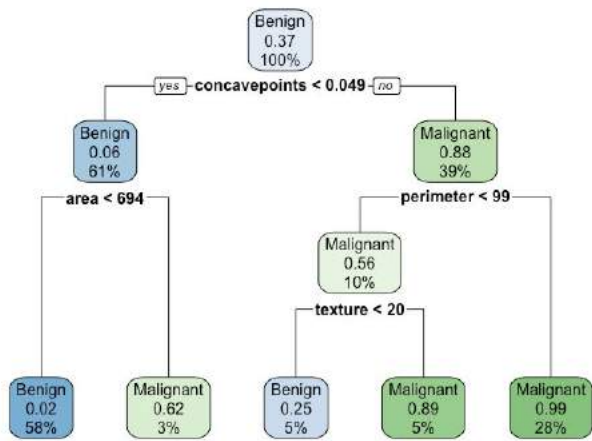 Benign
0.37
100%
yes concavepoints < 0.049 no
Benign
0.06
61%
Malignant
0.88
39%
area < 694
perimeter < 99
Malignant
0.56
10%
texture < 20
Benign
0.02
58%
Malignant
0.62
3%
Benign
0.25
5%
Malignant
0.89
5%
Malignant
0.99
28%